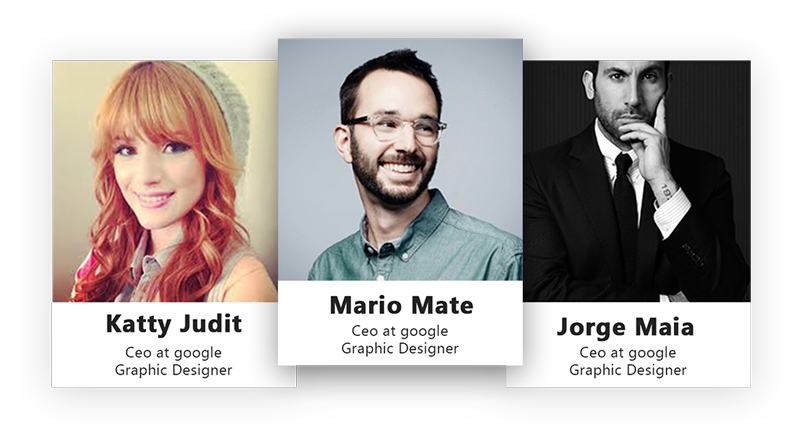 Katty Judit
Ceo at google
Graphic Designer
Mario Mate
Ceo at google
Graphic Designer
Jorge Maia
Ceo at google
Graphic Designer